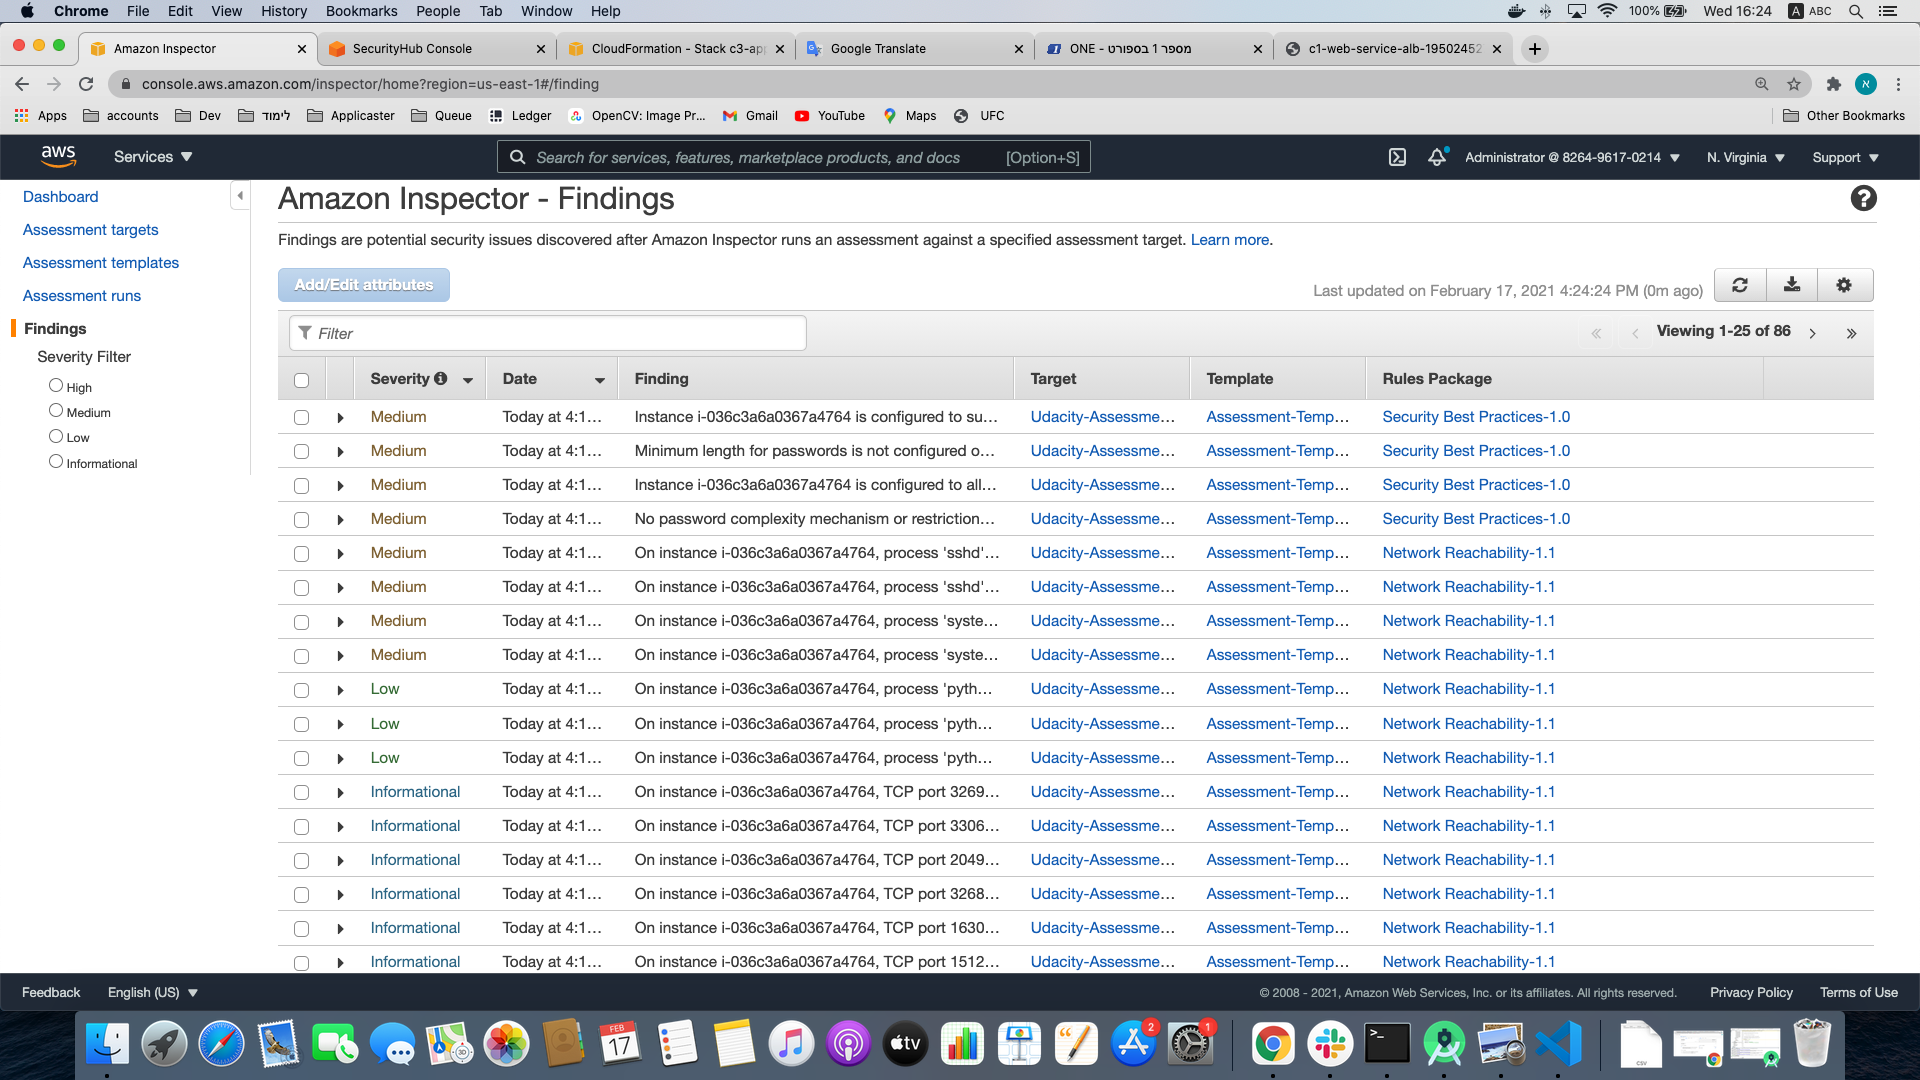 Chrome File Edit View History Bookmarks People Tab Window Help 100% Wed 16:24 A ABC
Amazon Inspector SecurityHub Console CloudFormation - Stack c3-app Google Translate ONE - מספר 1 בספורט c1-web-service-alb-19502452
console.aws.amazon.com/inspector/home?region=us-east-1#/finding א
Apps accounts Dev לימוד Applicaster Queue Ledger OpenCV: Image Pr... Gmail YouTube Maps UFC Other Bookmarks
aws Services Search for services, features, marketplace products, and docs [Option+S] Administrator @ 8264-9617-0214 N. Virginia Support
Dashboard
Assessment targets
Assessment templates
Assessment runs
Findings
Severity Filter
High
Medium
Low
Informational
Amazon Inspector - Findings
Findings are potential security issues discovered after Amazon Inspector runs an assessment against a specified assessment target. Learn more.
Add/Edit attributes Last updated on February 17, 2021 4:24:24 PM (0m ago)
Filter « ‹ Viewing 1-25 of 86 › »
Severity Date Finding Target Template Rules Package
Medium Today at 4:1... Instance i-036c3a6a0367a4764 is configured to su... Udacity-Assessme... Assessment-Temp... Security Best Practices-1.0
Medium Today at 4:1... Minimum length for passwords is not configured o... Udacity-Assessme... Assessment-Temp... Security Best Practices-1.0
Medium Today at 4:1... Instance i-036c3a6a0367a4764 is configured to all... Udacity-Assessme... Assessment-Temp... Security Best Practices-1.0
Medium Today at 4:1... No password complexity mechanism or restriction... Udacity-Assessme... Assessment-Temp... Security Best Practices-1.0
Medium Today at 4:1... On instance i-036c3a6a0367a4764, process 'sshd'... Udacity-Assessme... Assessment-Temp... Network Reachability-1.1
Medium Today at 4:1... On instance i-036c3a6a0367a4764, process 'sshd'... Udacity-Assessme... Assessment-Temp... Network Reachability-1.1
Medium Today at 4:1... On instance i-036c3a6a0367a4764, process 'syste... Udacity-Assessme... Assessment-Temp... Network Reachability-1.1
Medium Today at 4:1... On instance i-036c3a6a0367a4764, process 'syste... Udacity-Assessme... Assessment-Temp... Network Reachability-1.1
Low Today at 4:1... On instance i-036c3a6a0367a4764, process 'pyth... Udacity-Assessme... Assessment-Temp... Network Reachability-1.1
Low Today at 4:1... On instance i-036c3a6a0367a4764, process 'pyth... Udacity-Assessme... Assessment-Temp... Network Reachability-1.1
Low Today at 4:1... On instance i-036c3a6a0367a4764, process 'pyth... Udacity-Assessme... Assessment-Temp... Network Reachability-1.1
Informational Today at 4:1... On instance i-036c3a6a0367a4764, TCP port 3269... Udacity-Assessme... Assessment-Temp... Network Reachability-1.1
Informational Today at 4:1... On instance i-036c3a6a0367a4764, TCP port 3306... Udacity-Assessme... Assessment-Temp... Network Reachability-1.1
Informational Today at 4:1... On instance i-036c3a6a0367a4764, TCP port 2049... Udacity-Assessme... Assessment-Temp... Network Reachability-1.1
Informational Today at 4:1... On instance i-036c3a6a0367a4764, TCP port 3268... Udacity-Assessme... Assessment-Temp... Network Reachability-1.1
Informational Today at 4:1... On instance i-036c3a6a0367a4764, TCP port 1630... Udacity-Assessme... Assessment-Temp... Network Reachability-1.1
Informational Today at 4:1... On instance i-036c3a6a0367a4764, TCP port 1512... Udacity-Assessme... Assessment-Temp... Network Reachability-1.1
Feedback English (US) © 2008 - 2021, Amazon Web Services, Inc. or its affiliates. All rights reserved. Privacy Policy Terms of Use
FEB 17 3D tv 2 1 >_ CSV